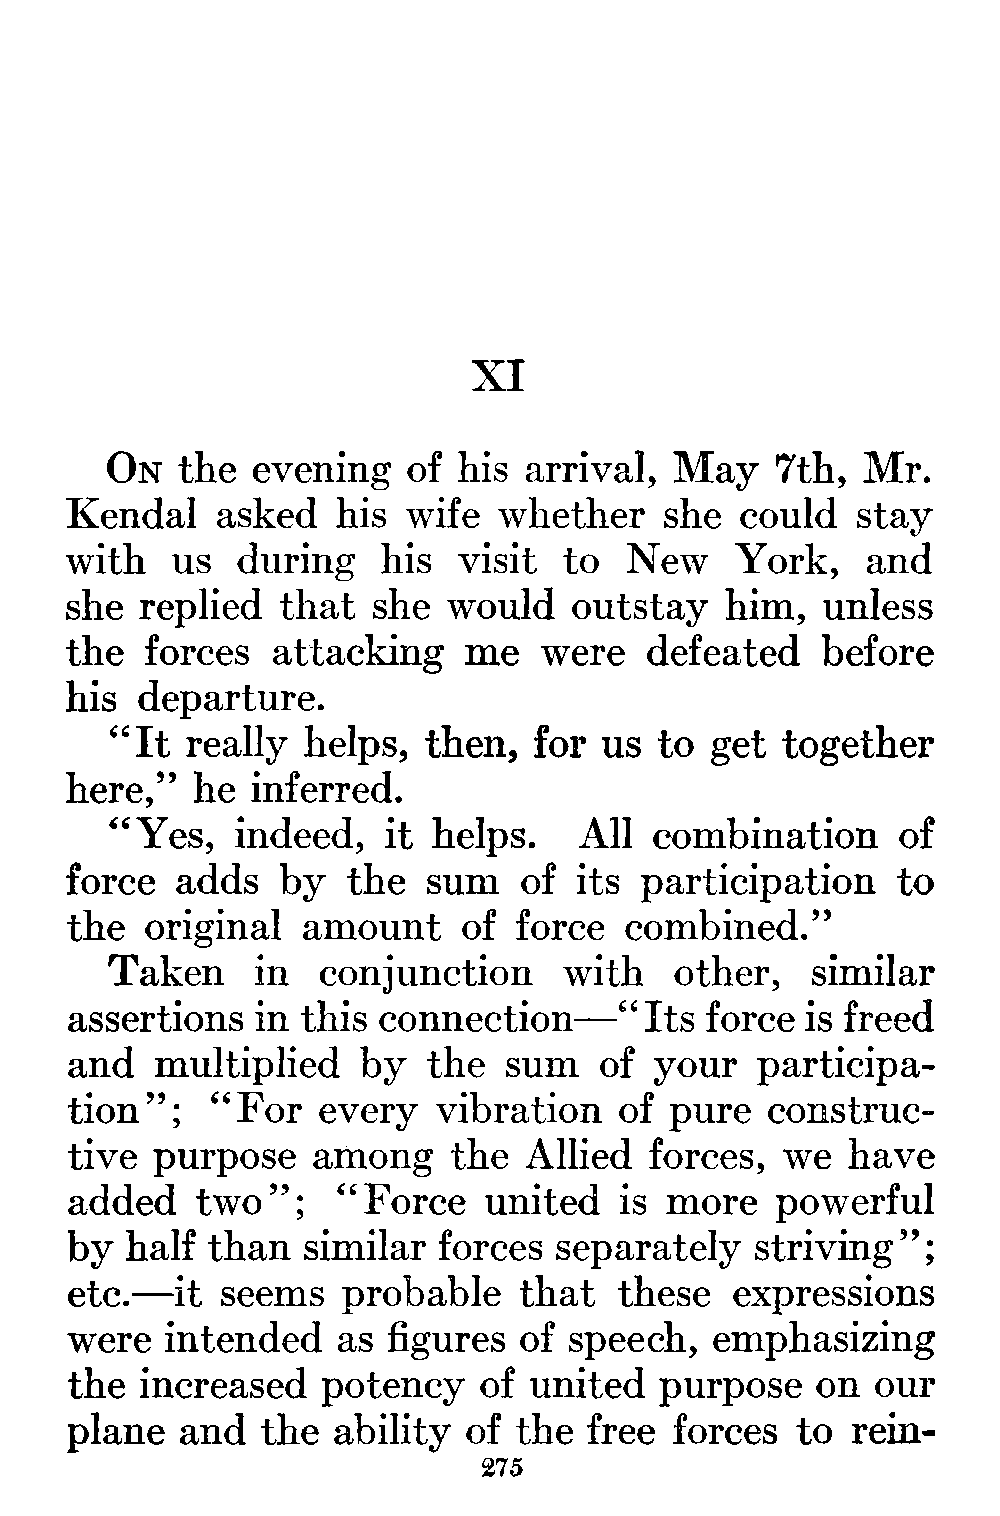 XI
ON the evening of his arrival, May 7th, Mr.
Kendal asked his wife whether she could stay
with us during his visit to New York, and
she replied that she would outstay him, unless
the forces attacking me were defeated before
his departure.
“It really helps, then, for us to get together
here,” he inferred.
“Yes, indeed, it helps. All combination of
force adds by the sum of its participation to
the original amount of force combined.”
Taken in conjunction with other, similar
assertions in this connection—“Its force is freed
and multiplied by the sum of your participa-
tion”; “For every vibration of pure construc-
tive purpose among the Allied forces, we have
added two”; “Force united is more powerful
by half than similar forces separately striving”;
etc.—it seems probable that these expressions
were intended as figures of speech, emphasizing
the increased potency of united purpose on our
plane and the ability of the free forces to rein-
275